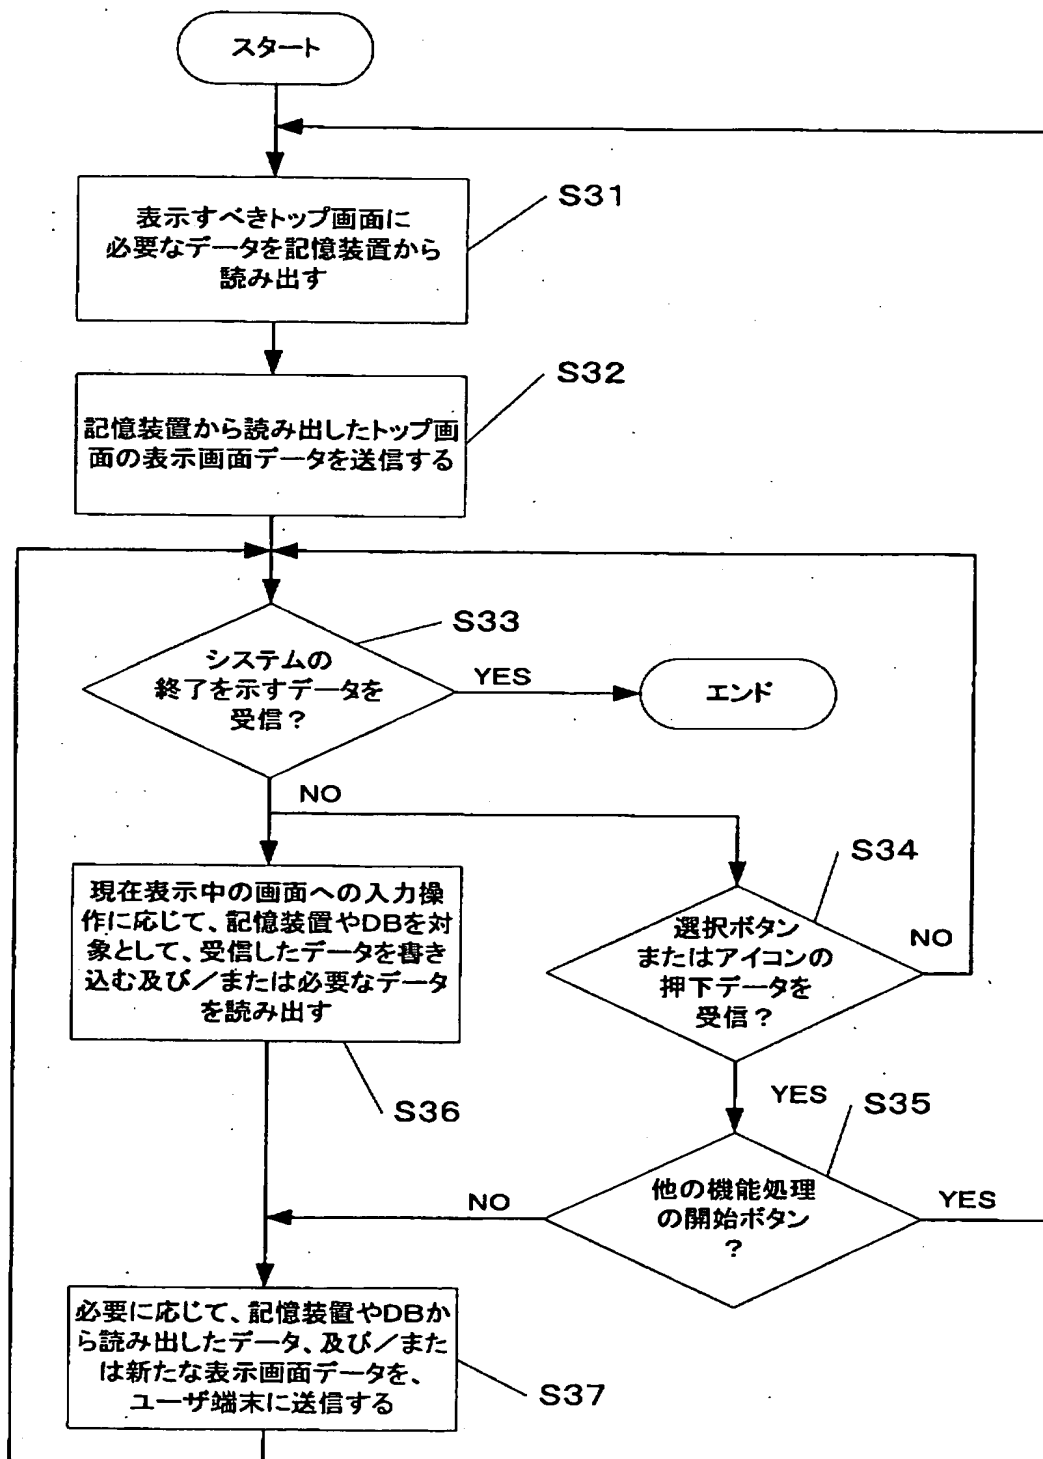 スタート
S31
表示すべきトップ画面に
必要なデータを記憶装置から
読み出す
S32
記憶装置から読み出したトップ画
面の表示画面データを送信する
S33
システムの
終了を示すデータを
受信？
YES
エンド
NO
S34
現在表示中の画面への入力操
作に応じて、記憶装置やDBを対
象として、受信したデータを書き
込む及び／または必要なデータ
を読み出す
選択ボタン
またはアイコンの
押下データを
受信？
NO
S36
YES
S35
他の機能処理
の開始ボタン
？
NO
YES
必要に応じて、記憶装置やDBか
ら読み出したデータ、及び／また
は新たな表示画面データを、
ユーザ端末に送信する
S37